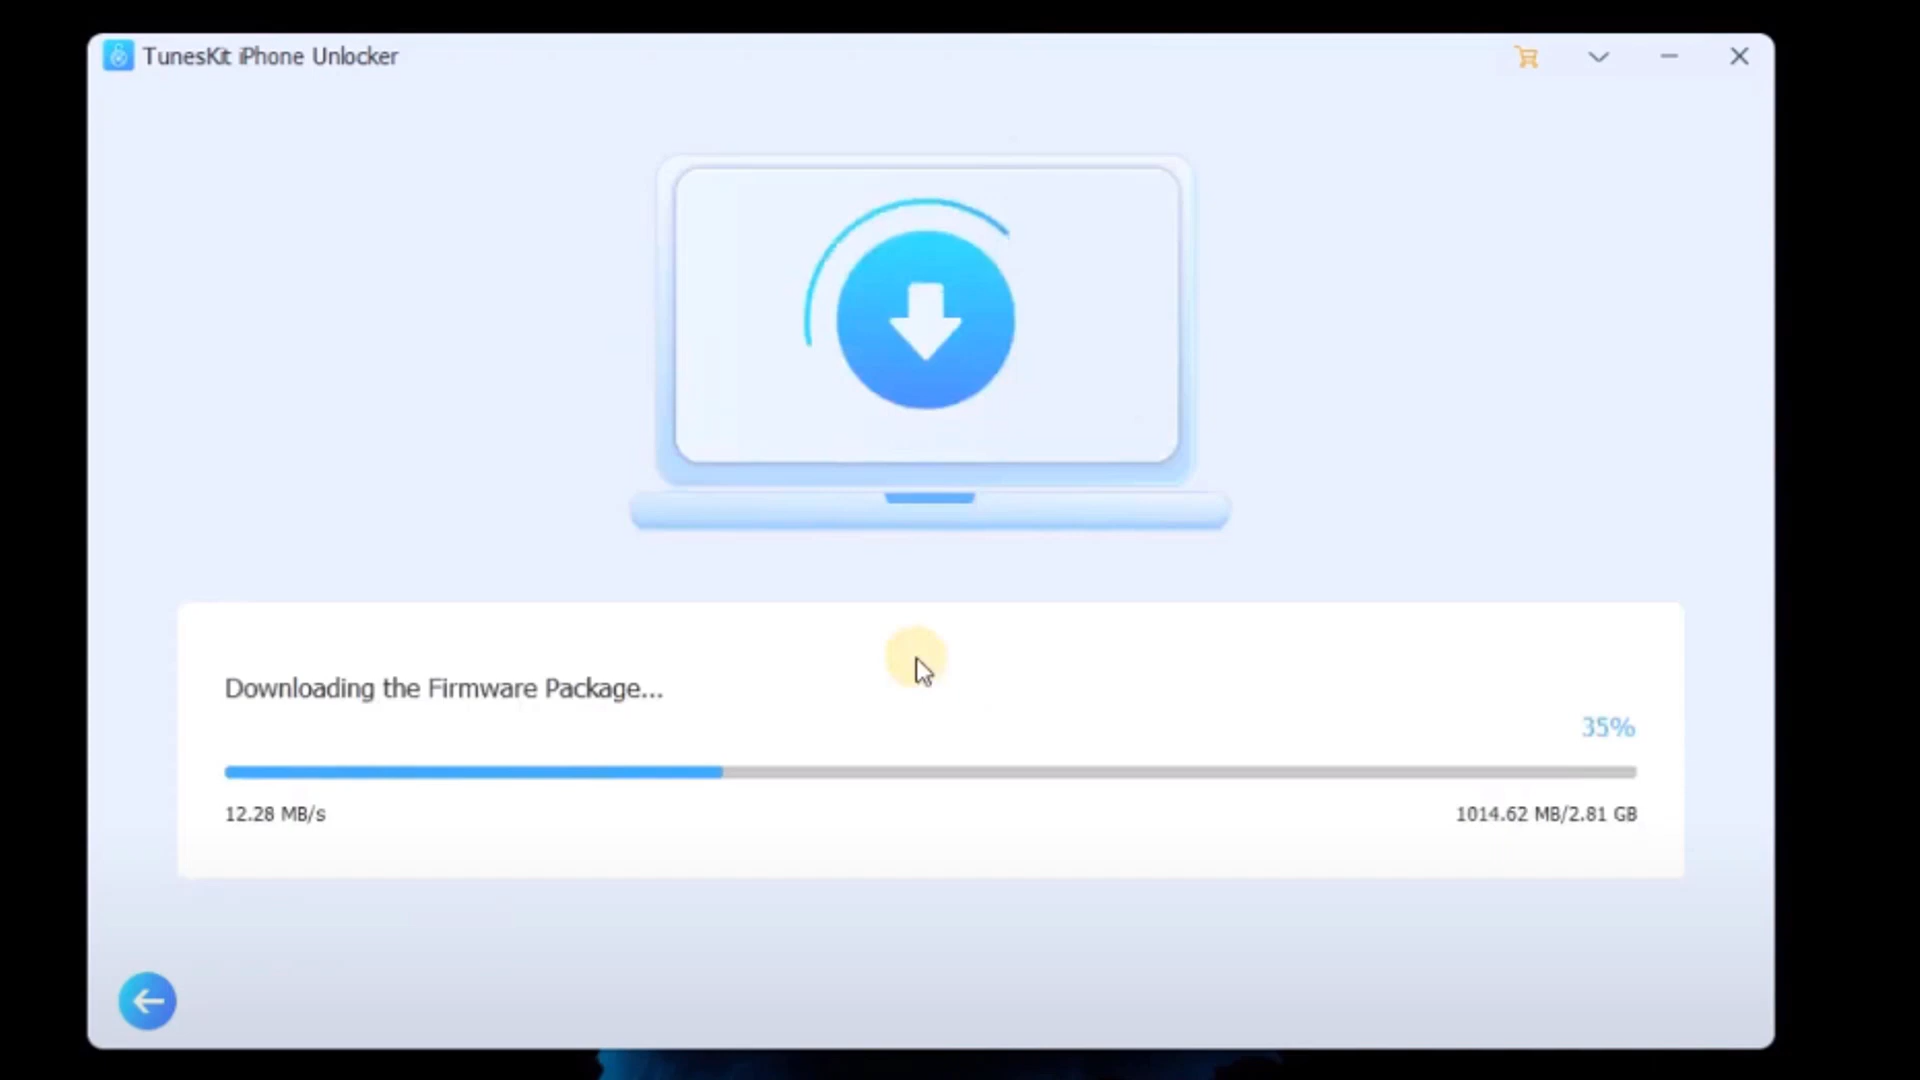 TunesKit iPhone Unlocker
Downloading the Firmware Package...
35%
12.28 MB/s
1014.62 MB/2.81 GB